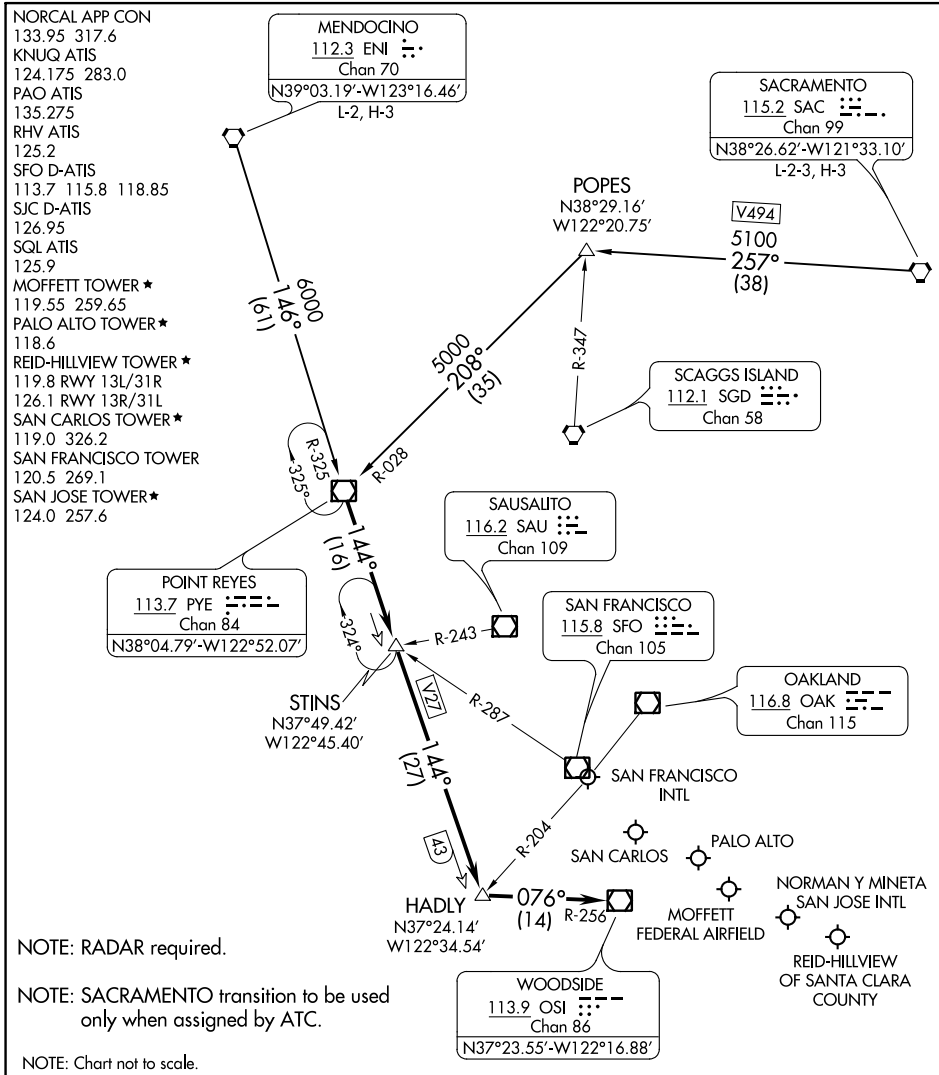 NORCAL APP CON
133.95 317.6
KNUQ ATIS
124.175 283.0
PAO ATIS
135.275
RHV ATIS
125.2
SFO D-ATIS
113.7 115.8 118.85
SJC D-ATIS
126.95
SQL ATIS
125.9
MOFFETT TOWER★
119.55 259.65
PALO ALTO TOWER★
118.6
REID-HILLVIEW TOWER★
119.8 RWY 13L/31R
126.1 RWY 13R/31L
SAN CARLOS TOWER★
119.0 326.2
SAN FRANCISCO TOWER
120.5 269.1
SAN JOSE TOWER★
124.0 257.6
MENDOCINO
112.3 ENI
Chan 70
N39°03.19'-W123°16.46'
L-2, H-3
SACRAMENTO
115.2 SAC
Chan 99
N38°26.62'-W121°33.10'
L-2-3, H-3
POPES
N38°29.16'
W122°20.75'
V494
5100
257°
(38)
6000
146°
(61)
5000
208°
(35)
R-347
SCAGGS ISLAND
112.1 SGD
Chan 58
R-325
325°
R-028
144°
(16)
SAUSALITO
116.2 SAU
Chan 109
POINT REYES
113.7 PYE
Chan 84
N38°04.79'-W122°52.07'
SAN FRANCISCO
115.8 SFO
Chan 105
R-243
324°
STINS
N37°49.42'
W122°45.40'
V27
R-287
OAKLAND
116.8 OAK
Chan 115
144°
(27)
SAN FRANCISCO
INTL
R-204
43
SAN CARLOS
PALO ALTO
HADLY
N37°24.14'
W122°34.54'
076°
(14)
R-256
MOFFETT
FEDERAL AIRFIELD
NORMAN Y MINETA
SAN JOSE INTL
REID-HILLVIEW
OF SANTA CLARA
COUNTY
WOODSIDE
113.9 OSI
Chan 86
N37°23.55'-W122°16.88'
NOTE: RADAR required.
NOTE: SACRAMENTO transition to be used
only when assigned by ATC.
NOTE: Chart not to scale.